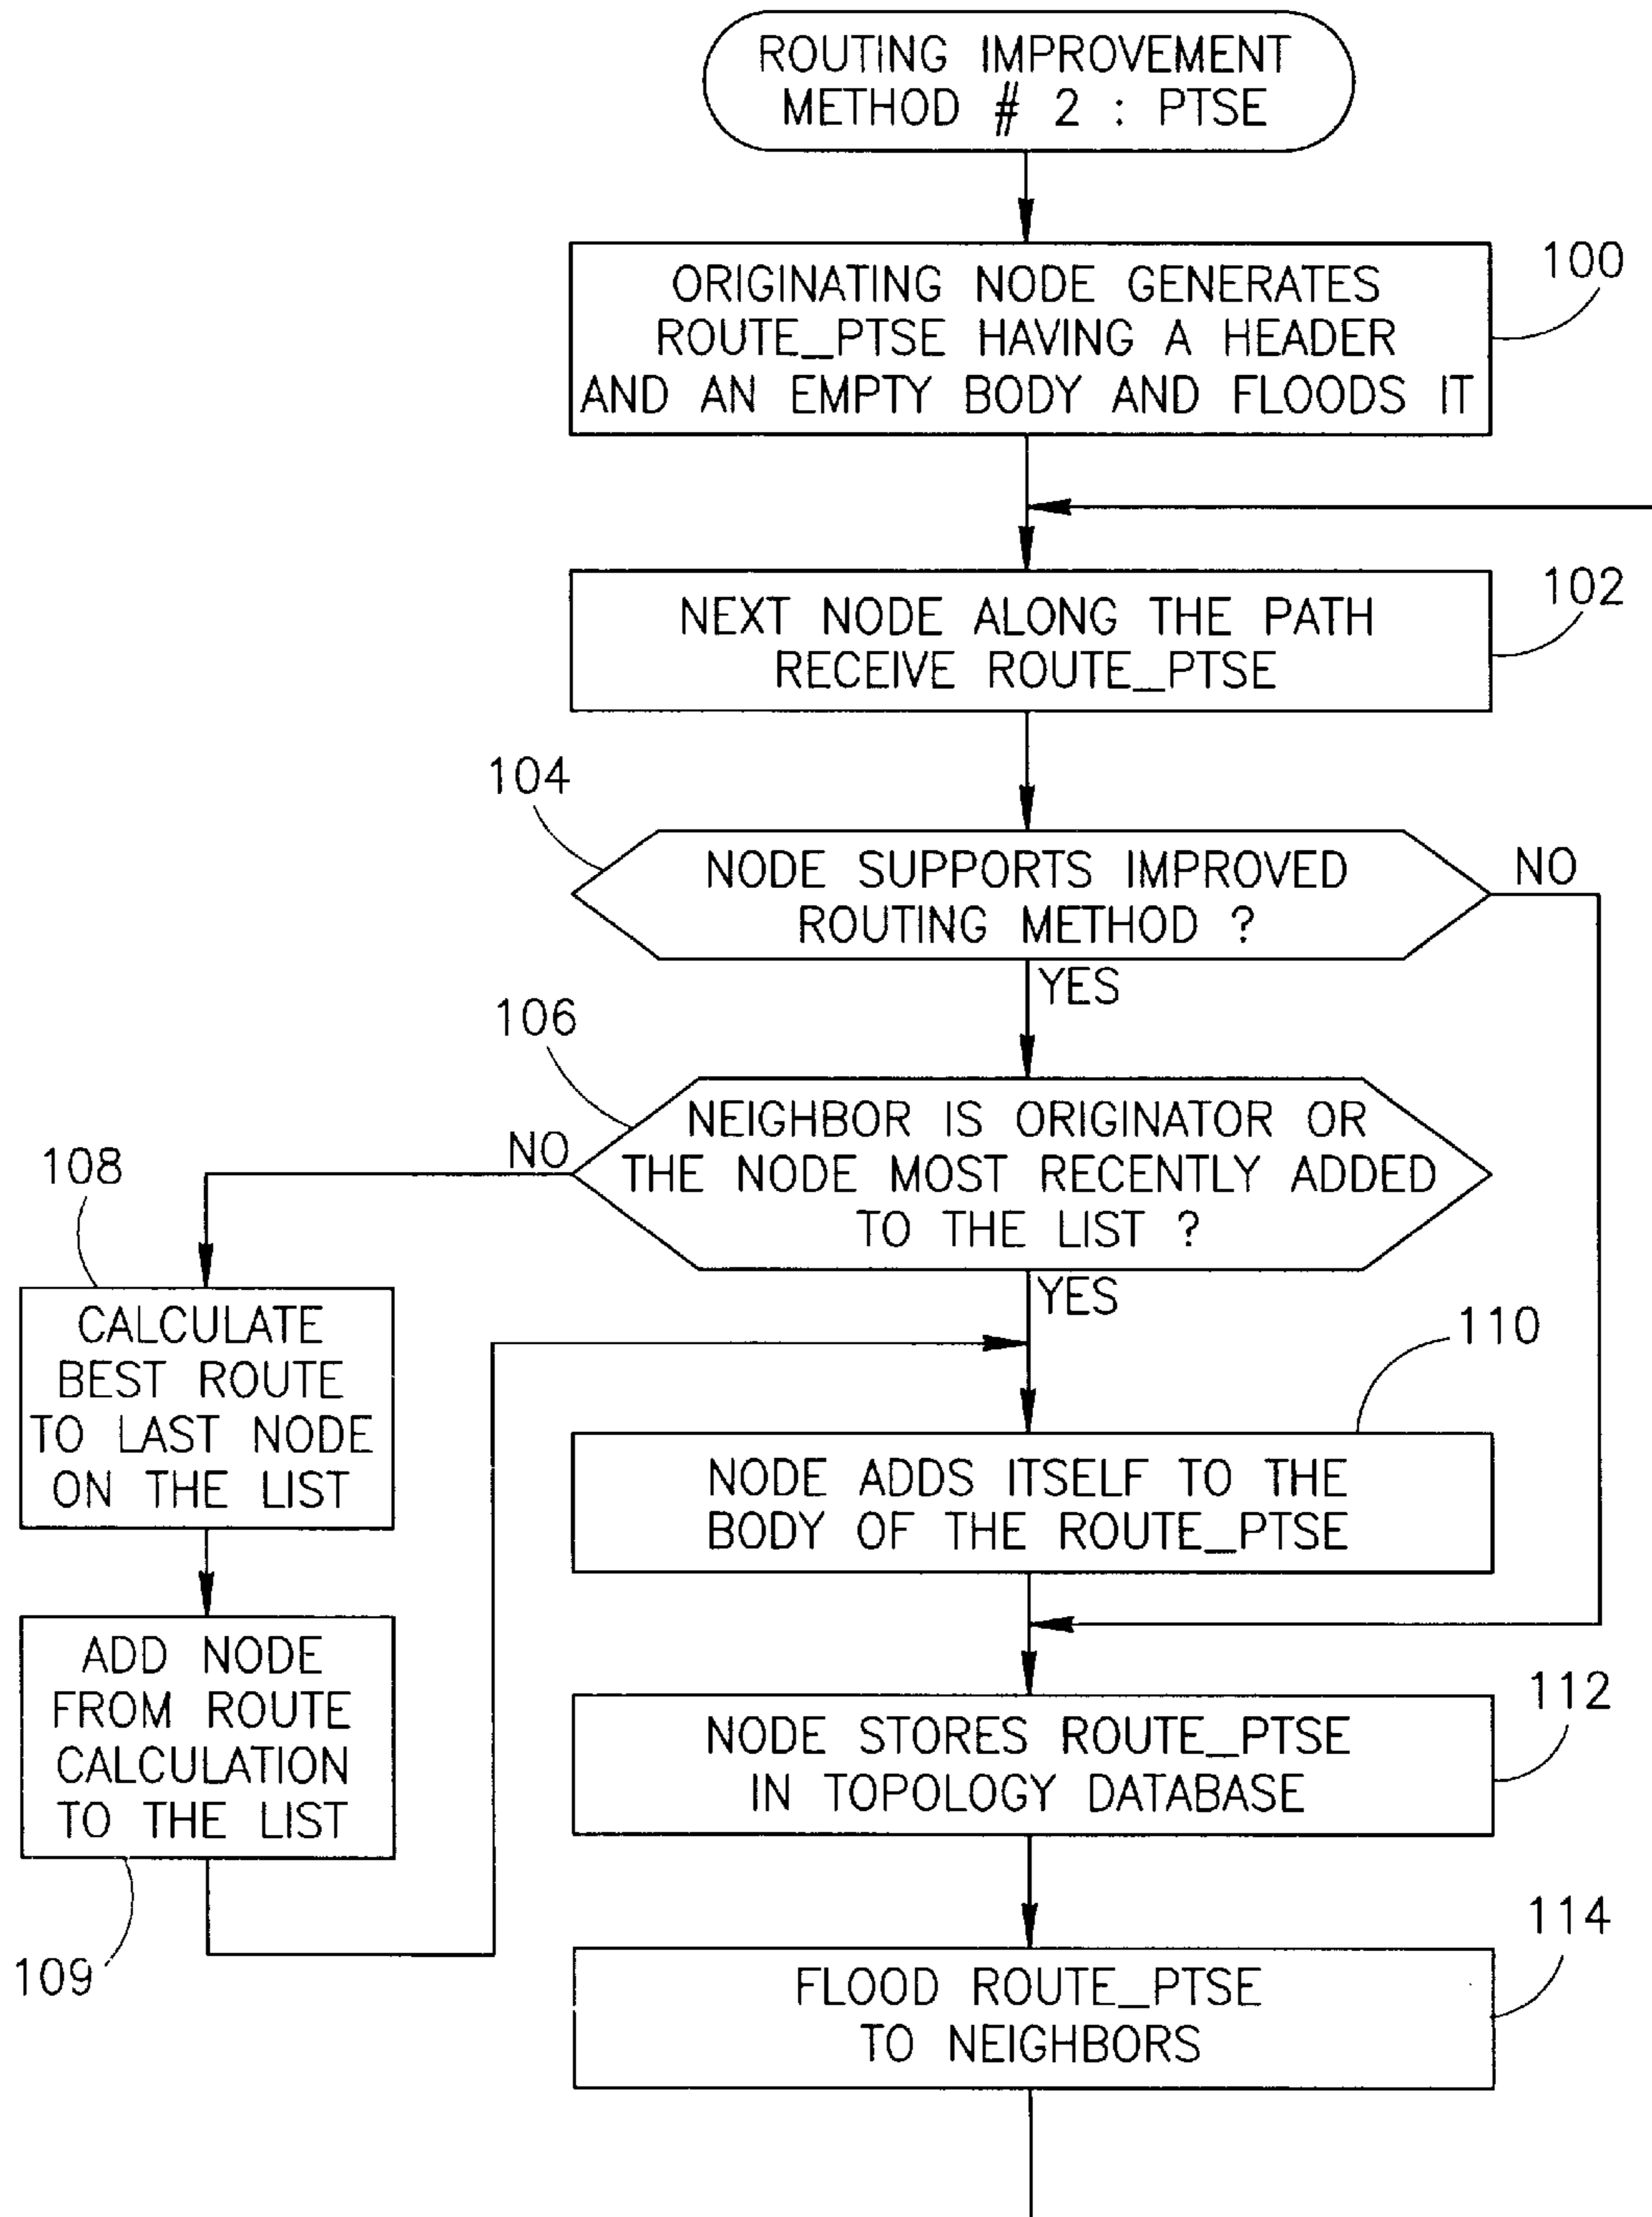 ROUTING IMPROVEMENT
METHOD # 2 : PTSE
100
ORIGINATING NODE GENERATES
ROUTE_PTSE HAVING A HEADER
AND AN EMPTY BODY AND FLOODS IT
102
NEXT NODE ALONG THE PATH
RECEIVE ROUTE_PTSE
104
NODE SUPPORTS IMPROVED
ROUTING METHOD ?
NO
YES
106
NEIGHBOR IS ORIGINATOR OR
THE NODE MOST RECENTLY ADDED
TO THE LIST ?
NO
YES
108
CALCULATE
BEST ROUTE
TO LAST NODE
ON THE LIST
109
ADD NODE
FROM ROUTE
CALCULATION
TO THE LIST
110
NODE ADDS ITSELF TO THE
BODY OF THE ROUTE_PTSE
112
NODE STORES ROUTE_PTSE
IN TOPOLOGY DATABASE
114
FLOOD ROUTE_PTSE
TO NEIGHBORS